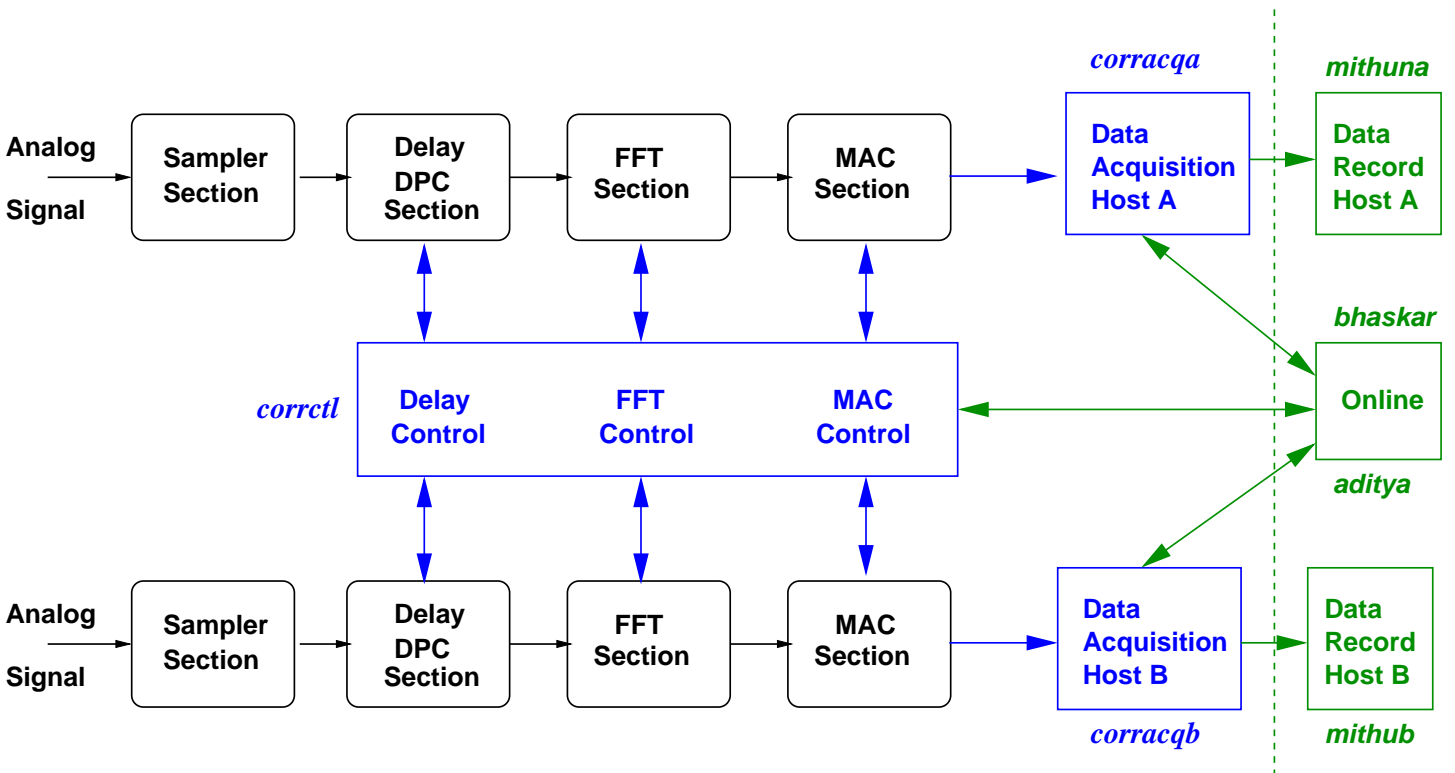 corracqa
mithuna
Analog
Signal
Sampler
Section
Delay
DPC
Section
FFT
Section
MAC
Section
Data
Acquisition
Host A
Data
Record
Host A
bhaskar
corrctl
Delay
Control
FFT
Control
MAC
Control
Online
aditya
Analog
Signal
Sampler
Section
Delay
DPC
Section
FFT
Section
MAC
Section
Data
Acquisition
Host B
Data
Record
Host B
corracqb
mithub